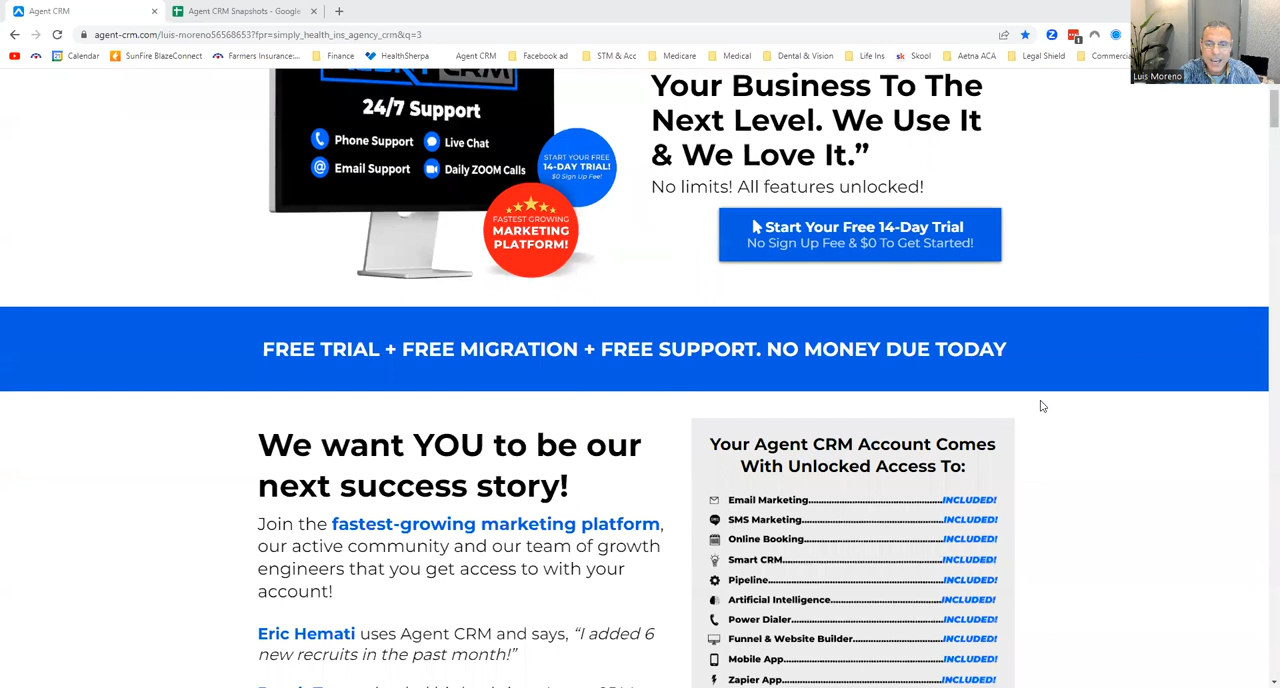 Agent CRM
Agent CRM Snapshots - Google
agent-crm.com/luis-moreno56568653?fpr=simply_health_ins_agency_crm&q=3
Calendar
SunFire BlazeConnect
Farmers Insurance:...
Finance
HealthSherpa
Agent CRM
Facebook ad
STM & Acc
Medicare
Medical
Dental & Vision
Life Ins
sk Skool
Aetna ACA
Legal Shield
Commercia
Luis Moreno
CRM
24/7 Support
Phone Support
Live Chat
Email Support
Daily ZOOM Calls
START YOUR FREE
14-DAY TRIAL!
$0 Sign Up Fee!
FASTEST GROWING
MARKETING
PLATFORM!
Your Business To The
Next Level. We Use It
& We Love It.”
No limits! All features unlocked!
Start Your Free 14-Day Trial
No Sign Up Fee & $0 To Get Started!
FREE TRIAL + FREE MIGRATION + FREE SUPPORT. NO MONEY DUE TODAY
We want YOU to be our
next success story!
Join the fastest-growing marketing platform,
our active community and our team of growth
engineers that you get access to with your
account!
Eric Hemati uses Agent CRM and says, “I added 6
new recruits in the past month!”
Your Agent CRM Account Comes
With Unlocked Access To:
Email Marketing...INCLUDED!
SMS Marketing...INCLUDED!
Online Booking...INCLUDED!
Smart CRM...INCLUDED!
Pipeline...INCLUDED!
Artificial Intelligence...INCLUDED!
Power Dialer...INCLUDED!
Funnel & Website Builder...INCLUDED!
Mobile App...INCLUDED!
Zapier App...INCLUDED!